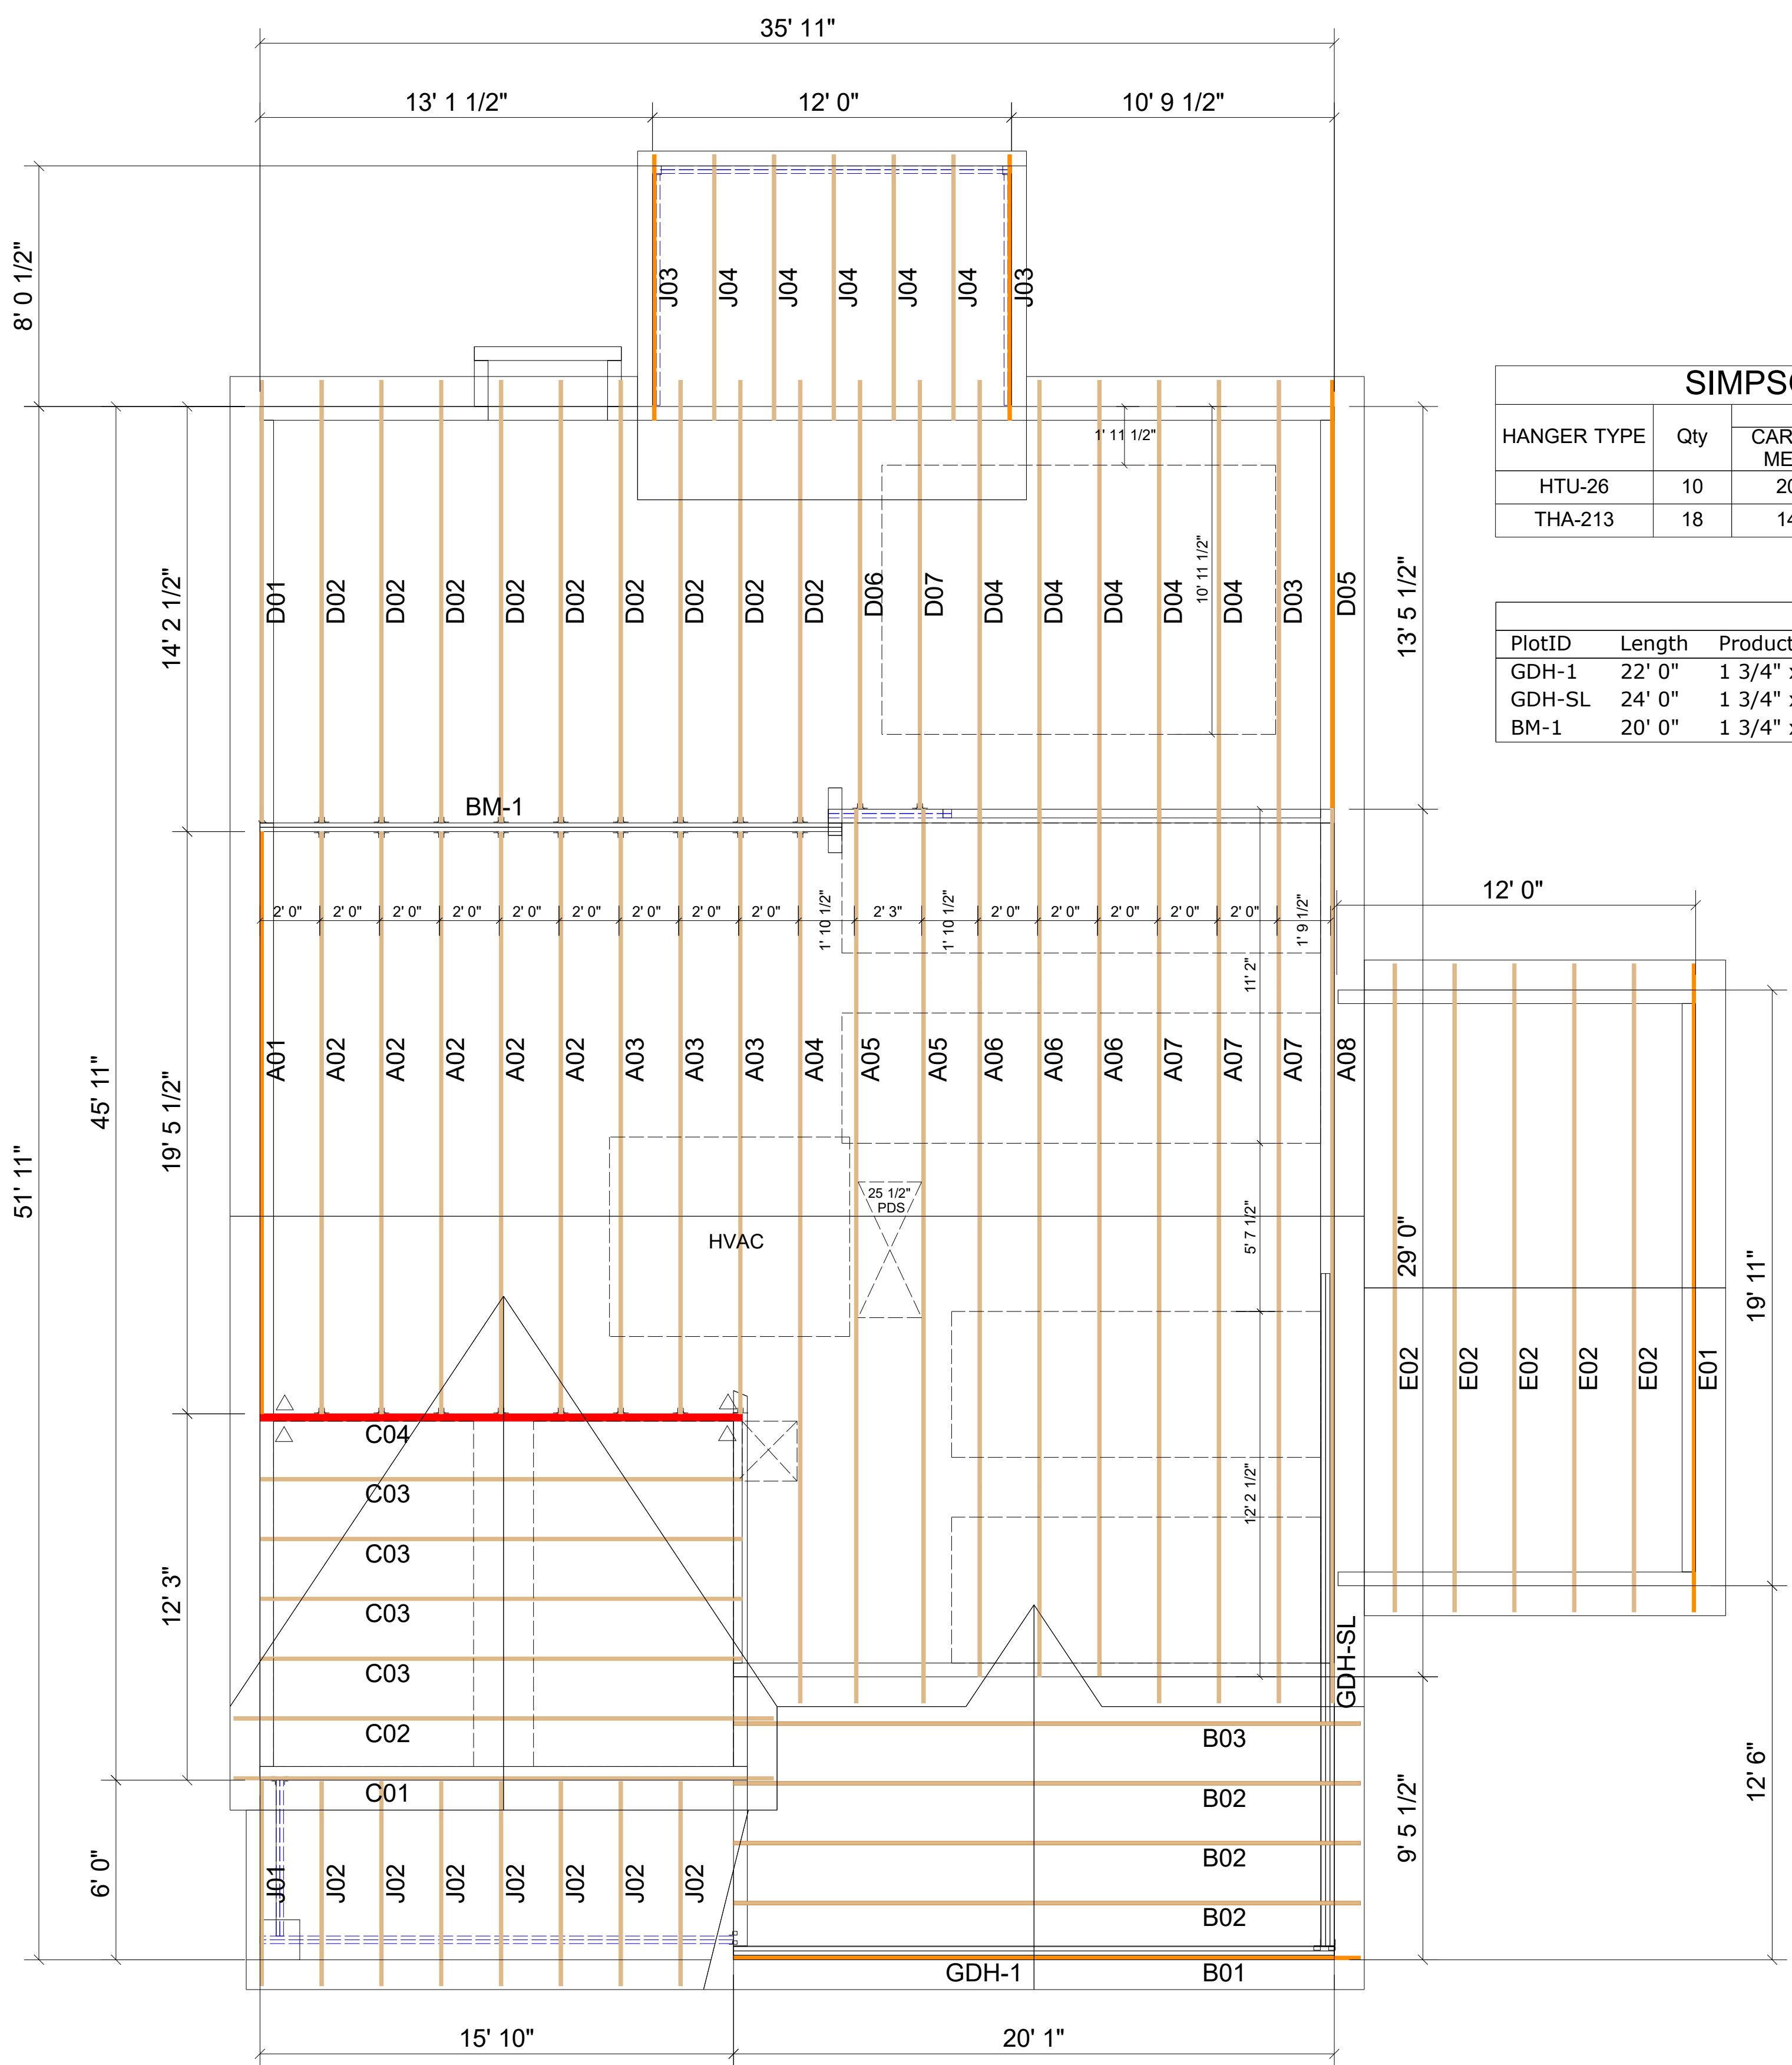 35' 11"
13' 1 1/2"
12' 0"
10' 9 1/2"
8' 0 1/2"
J03
J04
J04
J04
J04
J04
J03
SIMPS
HANGER TYPE
Qty
CAR
ME
HTU-26
10
20
THA-213
18
14
1' 11 1/2"
10' 11 1/2"
14' 2 1/2"
D01
D02
D02
D02
D02
D02
D02
D02
D02
D02
D06
D07
D04
D04
D04
D04
D04
D03
D05
13' 5 1/2"
PlotID
Length
Product
GDH-1
22' 0"
1 3/4" x
GDH-SL
24' 0"
1 3/4" x
BM-1
20' 0"
1 3/4" x
BM-1
2' 0"
2' 0"
2' 0"
2' 0"
2' 0"
2' 0"
2' 0"
2' 0"
2' 0"
1' 10 1/2"
2' 3"
1' 10 1/2"
2' 0"
2' 0"
2' 0"
2' 0"
2' 0"
1' 9 1/2"
12' 0"
11' 2"
45' 11"
19' 5 1/2"
51' 11"
A01
A02
A02
A02
A02
A02
A03
A03
A03
A04
A05
A05
A06
A06
A06
A07
A07
A07
A08
25 1/2"
PDS
HVAC
5' 7 1/2"
29' 0"
19' 11"
E02
E02
E02
E02
E02
E01
C04
C03
C03
C03
C03
C02
C01
12' 2 1/2"
12' 3"
GDH-SL
B03
B02
B02
B02
B01
GDH-1
9' 5 1/2"
12' 6"
6' 0"
J01
J02
J02
J02
J02
J02
J02
J02
15' 10"
20' 1"